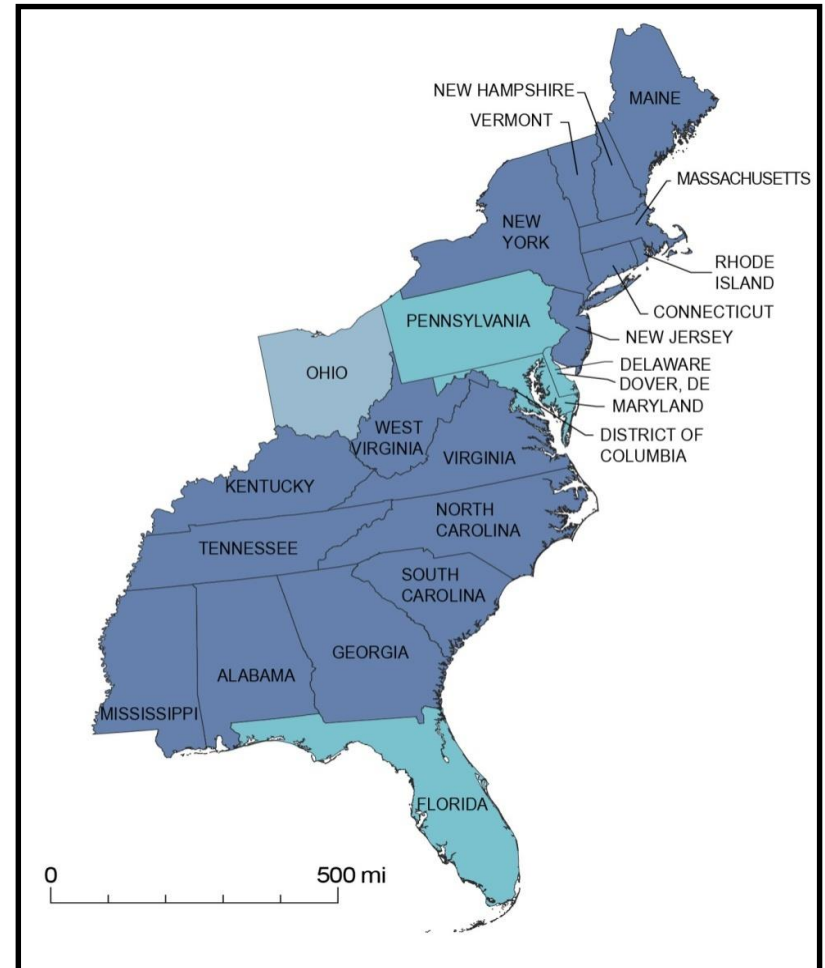 NEW HAMPSHIRE
MAINE
VERMONT
MASSACHUSETTS
NEW
YORK
RHODE
ISLAND
CONNECTICUT
PENNSYLVANIA
NEW JERSEY
OHIO
DELAWARE
DOVER, DE
MARYLAND
WEST
VIRGINIA
DISTRICT OF
COLUMBIA
VIRGINIA
KENTUCKY
NORTH
CAROLINA
TENNESSEE
SOUTH
CAROLINA
GEORGIA
ALABAMA
MISSISSIPPI
FLORIDA
0 500 mi